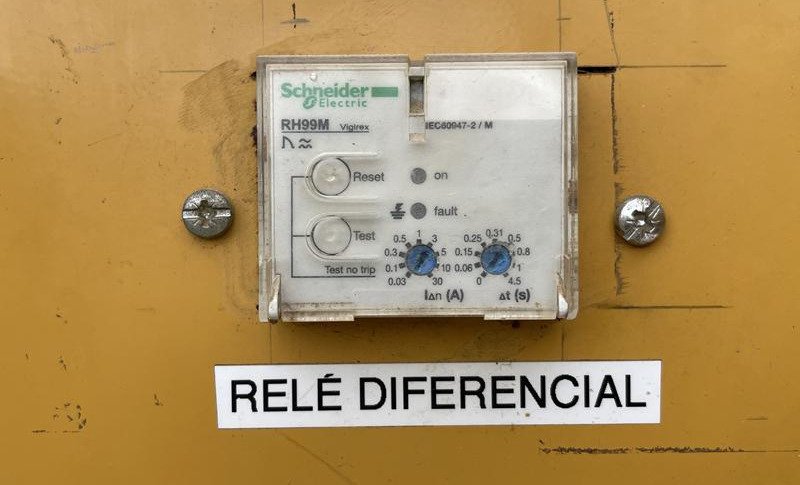 Schneider
Electric
RH99M Vigirex
IEC60947-2 / M
Reset
on
fault
Test
Test no trip
0.03 0.1 0.3 0.5 1 3 5 10 30
I∆n (A)
0 0.06 0.15 0.25 0.31 0.5 0.8 1 4.5
∆t (s)
RELÉ DIFERENCIAL